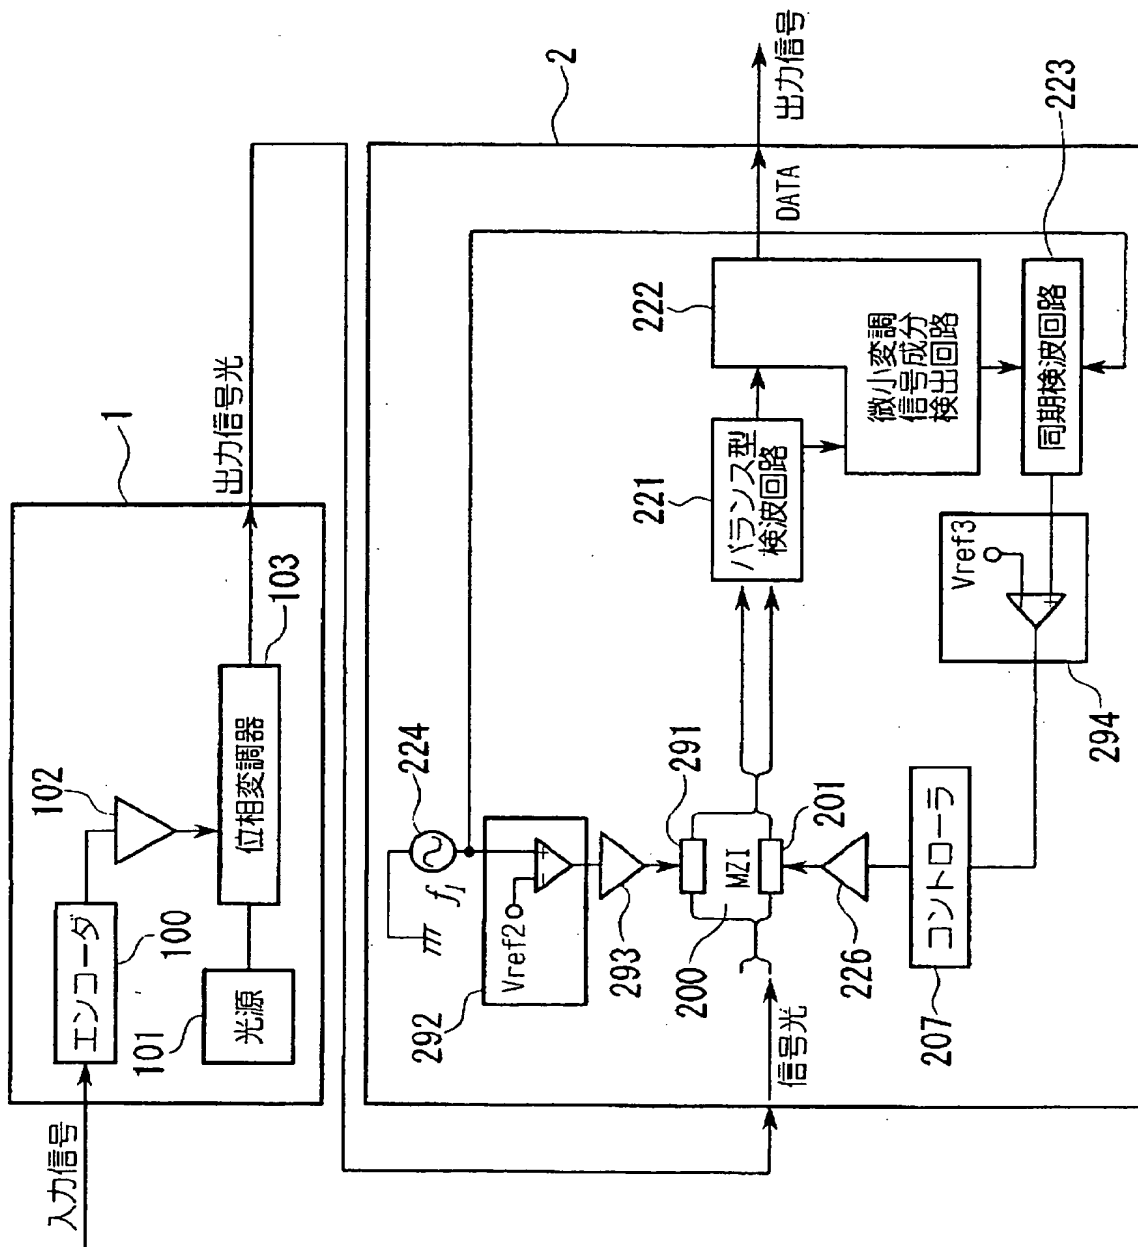 入力信号
1
エンコーダ
100
102
光源
101
位相変調器
103
出力信号光
2
224
f1
Vref2
292
293
291
MZI
200
201
信号光
226
コントローラ
207
バランス型
検波回路
221
222
微小変調
信号成分
検出回路
同期検波回路
223
Vref3
294
DATA
出力信号